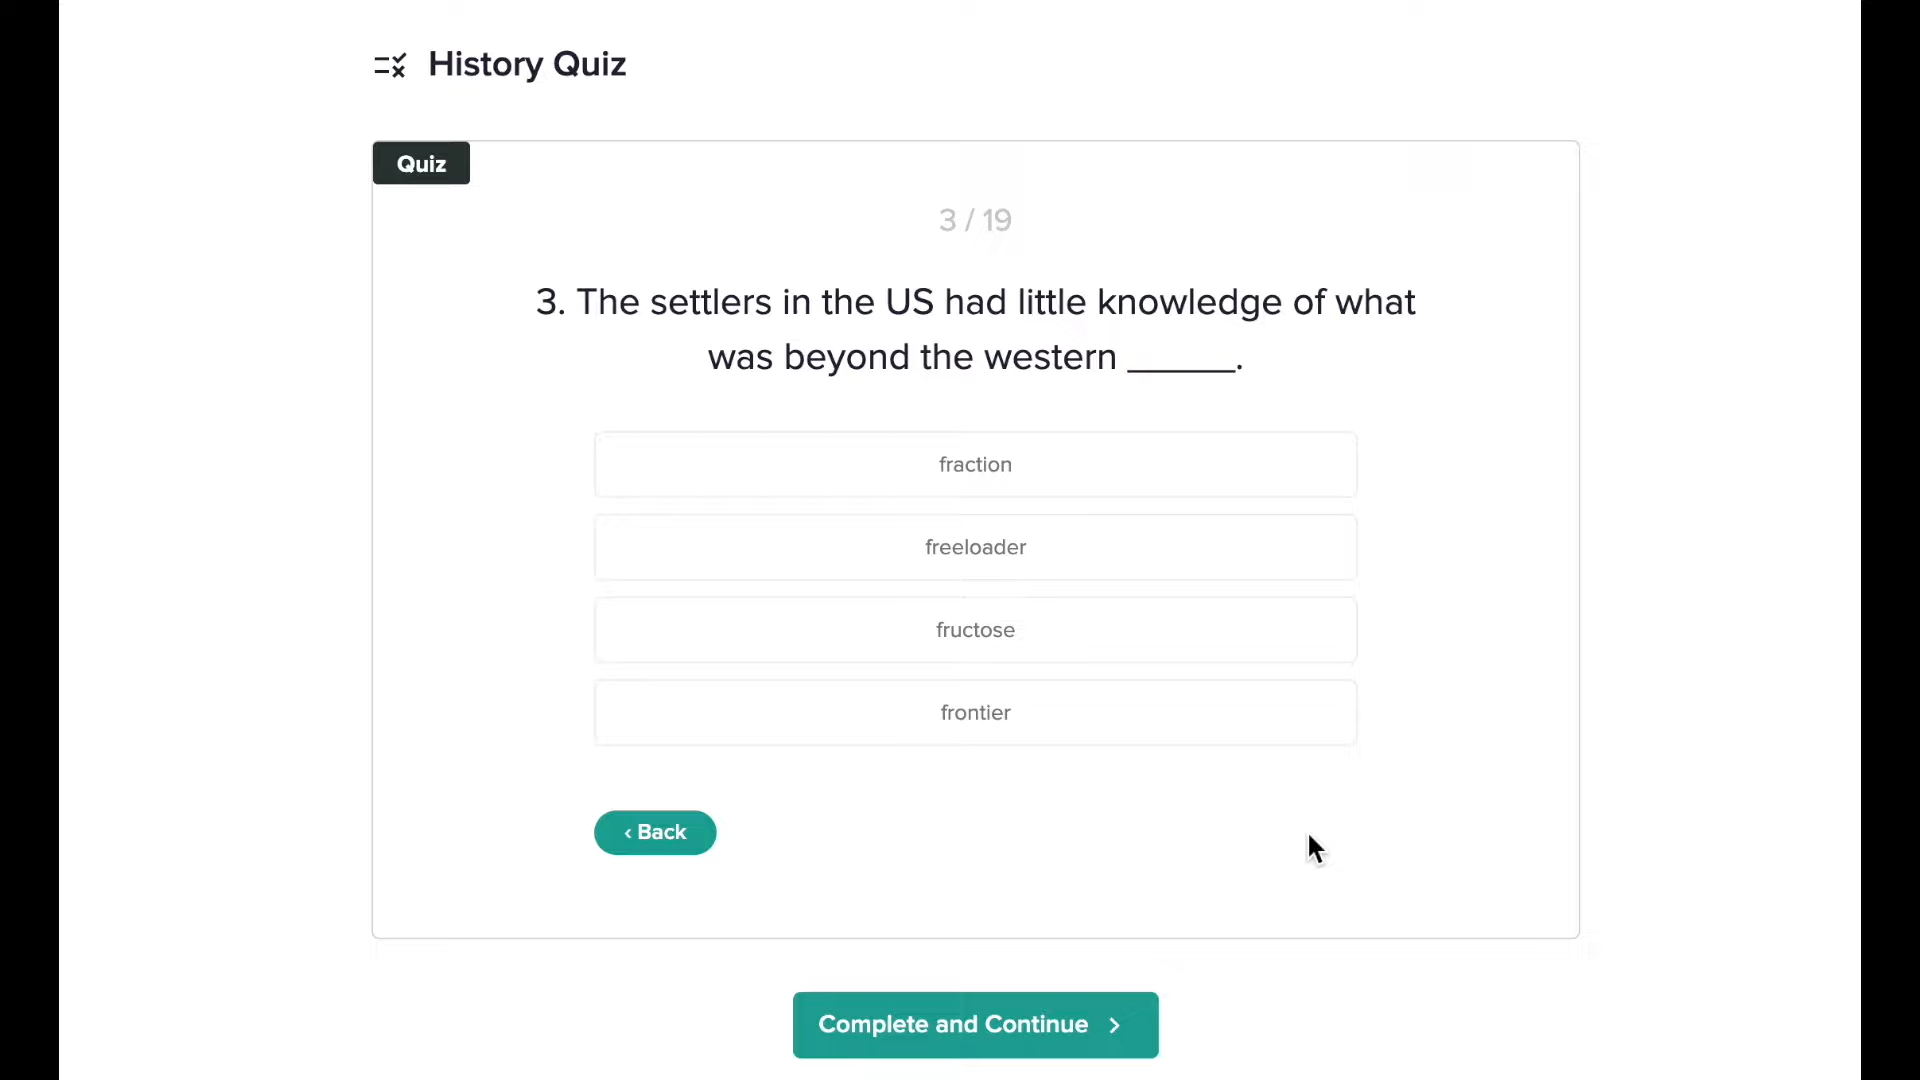 History Quiz
Quiz
3 / 19
3. The settlers in the US had little knowledge of what
was beyond the western ______.
fraction
freeloader
fructose
frontier
‹ Back
Complete and Continue >